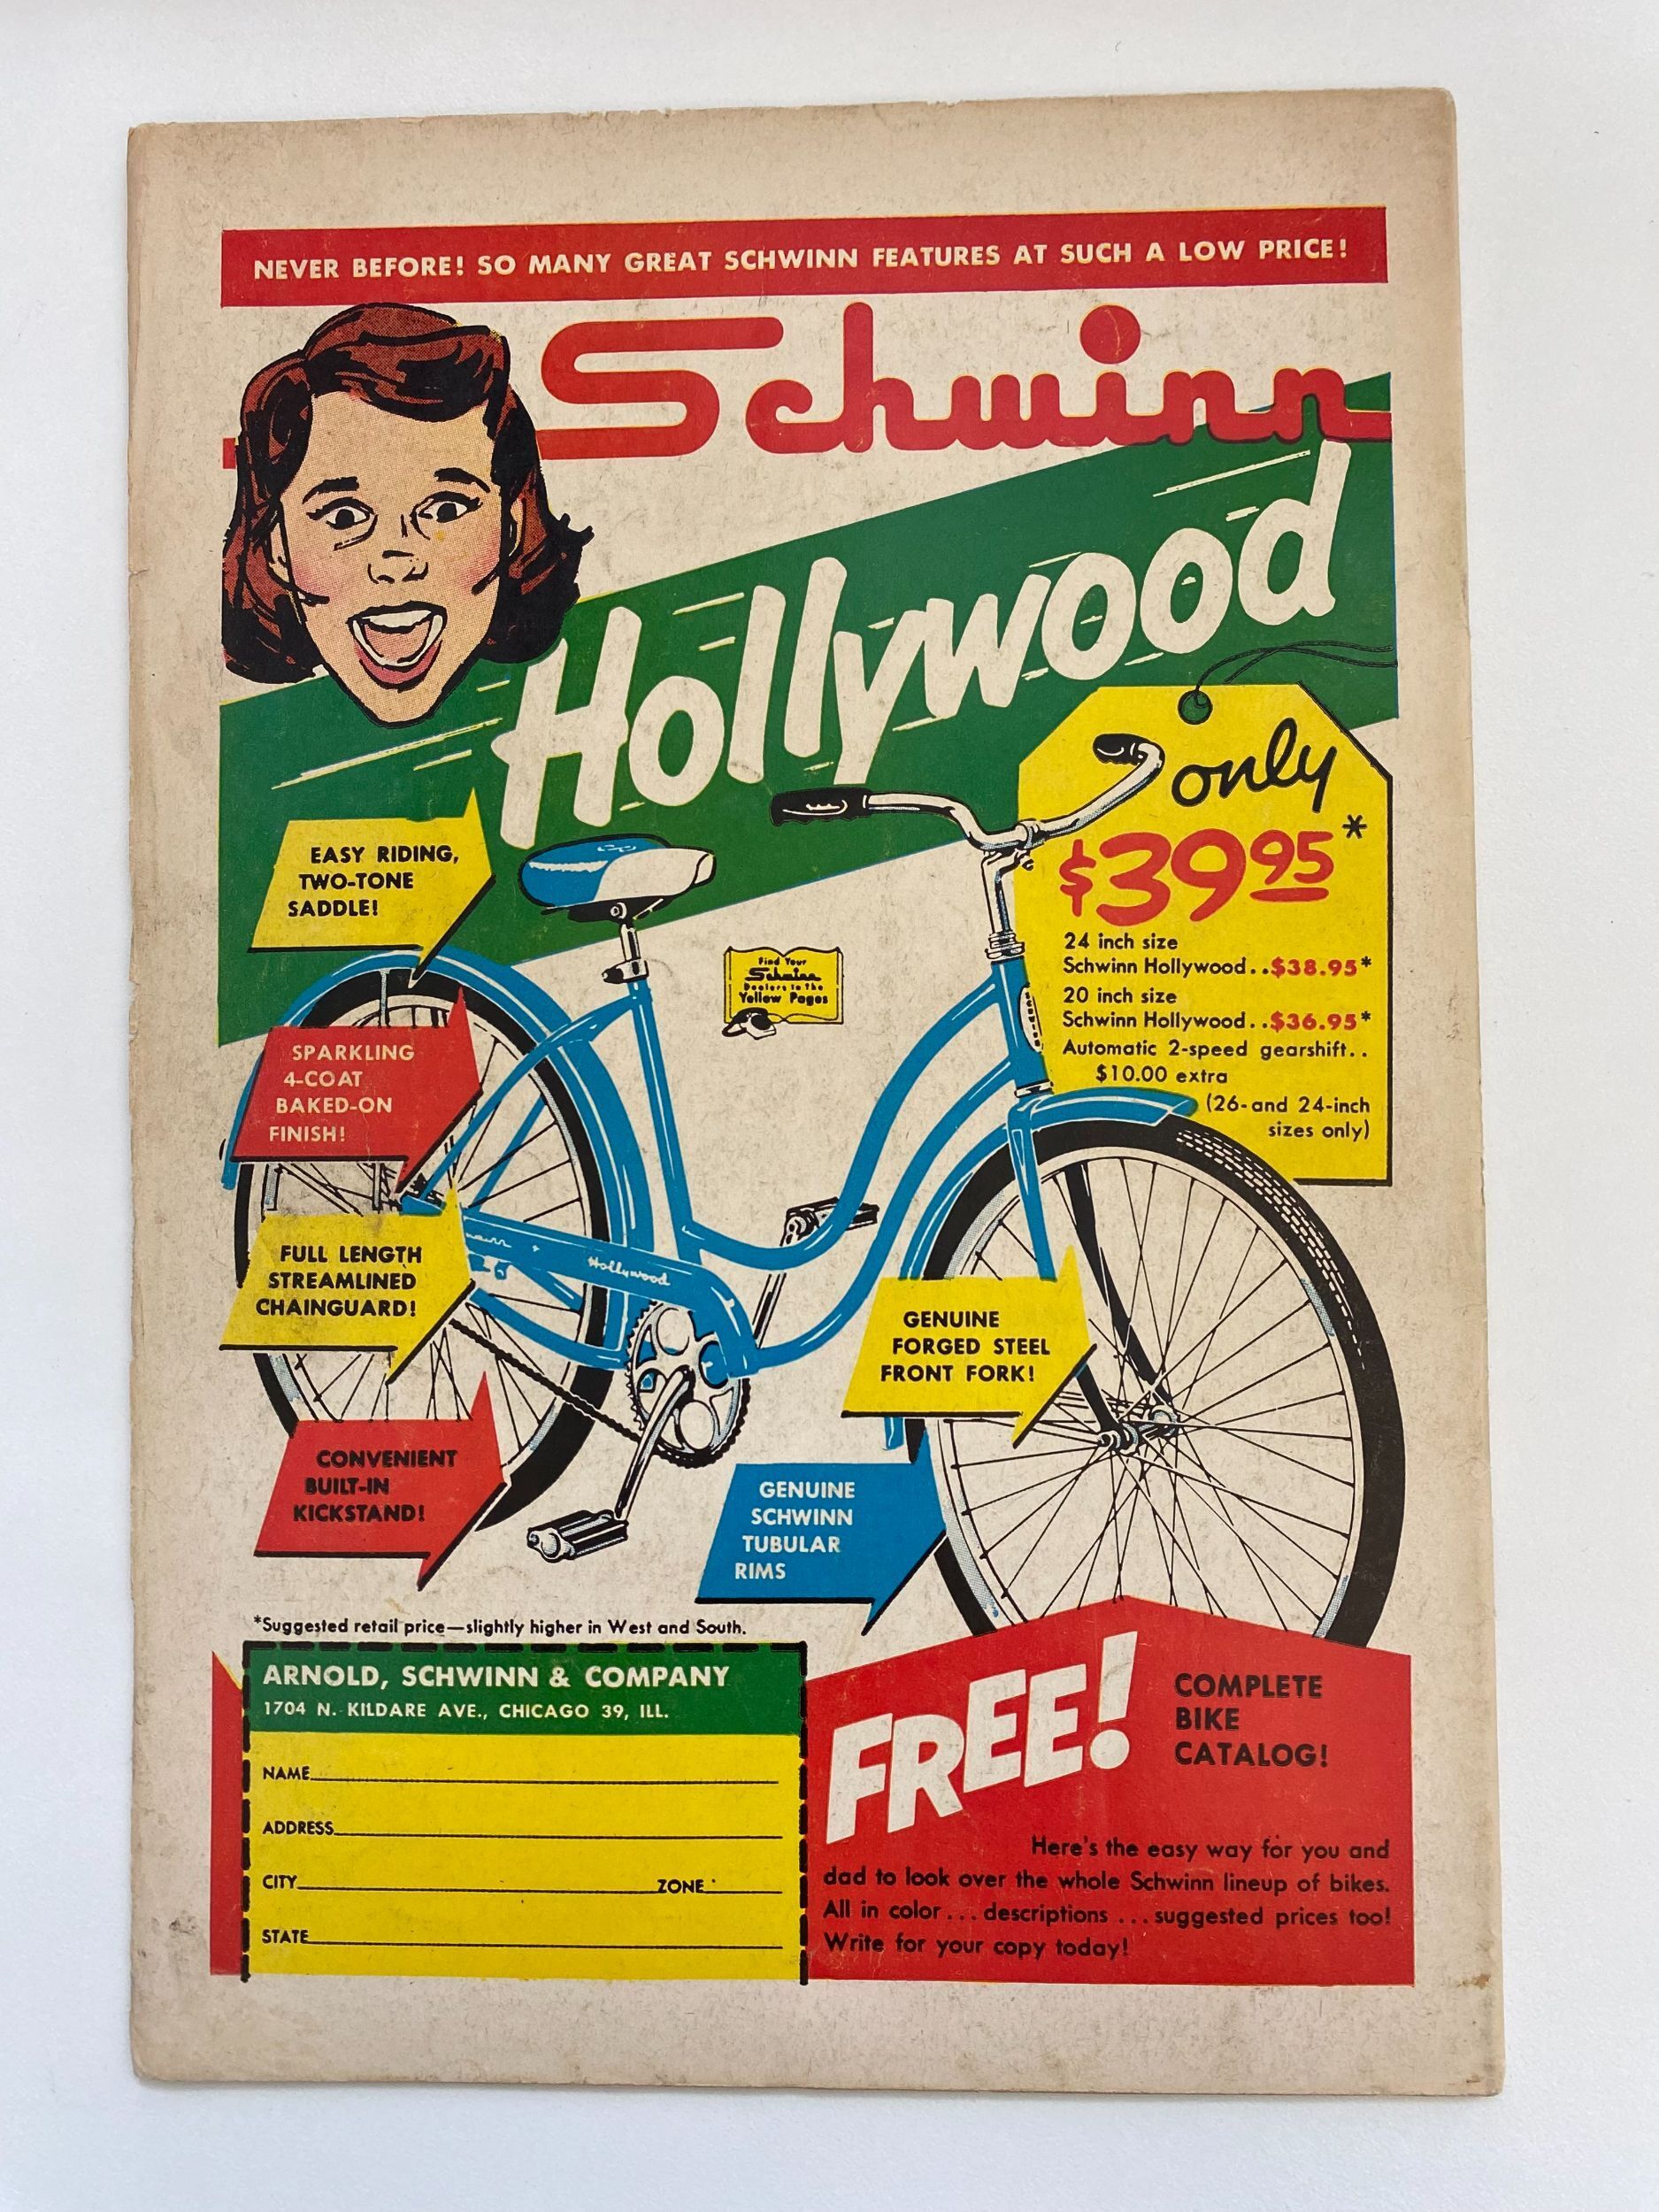 NEVER BEFORE! SO MANY GREAT SCHWINN FEATURES AT SUCH A LOW PRICE!
Schwinn
Hollywood
only
$39 95*
24 inch size
Schwinn Hollywood..$38.95*
20 inch size
Schwinn Hollywood..$36.95*
Automatic 2-speed gearshift..
$10.00 extra
(26-and 24-inch
sizes only)
EASY RIDING,
TWO-TONE
SADDLE!
Find Your
Schwinn
Dealers In The
Yellow Pages
SPARKLING
4-COAT
BAKED-ON
FINISH!
FULL LENGTH
STREAMLINED
CHAINGUARD!
Hollywood
GENUINE
FORGED STEEL
FRONT FORK!
CONVENIENT
BUILT-IN
KICKSTAND!
GENUINE
SCHWINN
TUBULAR
RIMS
*Suggested retail price—slightly higher in West and South.
ARNOLD, SCHWINN & COMPANY
1704 N. KILDARE AVE., CHICAGO 39, ILL.
NAME
ADDRESS
CITY ZONE
STATE
FREE!
COMPLETE
BIKE
CATALOG!
Here's the easy way for you and
dad to look over the whole Schwinn lineup of bikes.
All in color...descriptions...suggested prices too!
Write for your copy today!